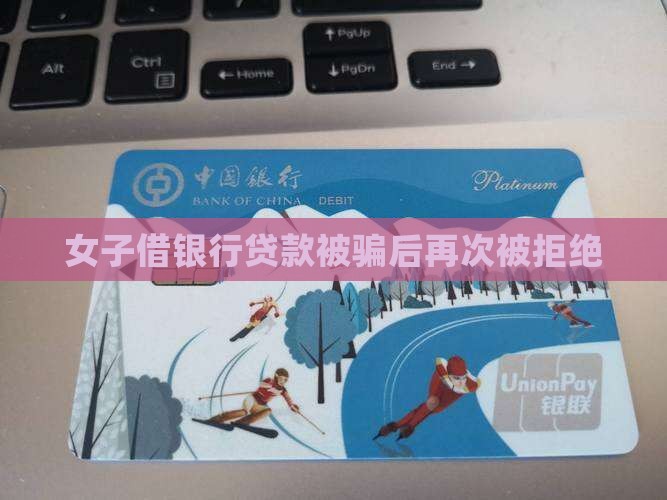 Alt
Ctrl
←Home
↑PgUp
↓PgDn
End→
中国银行
BANK OF CHINA DEBIT
Platinum
女子借银行贷款被骗后再次被拒绝
UnionPay
银联